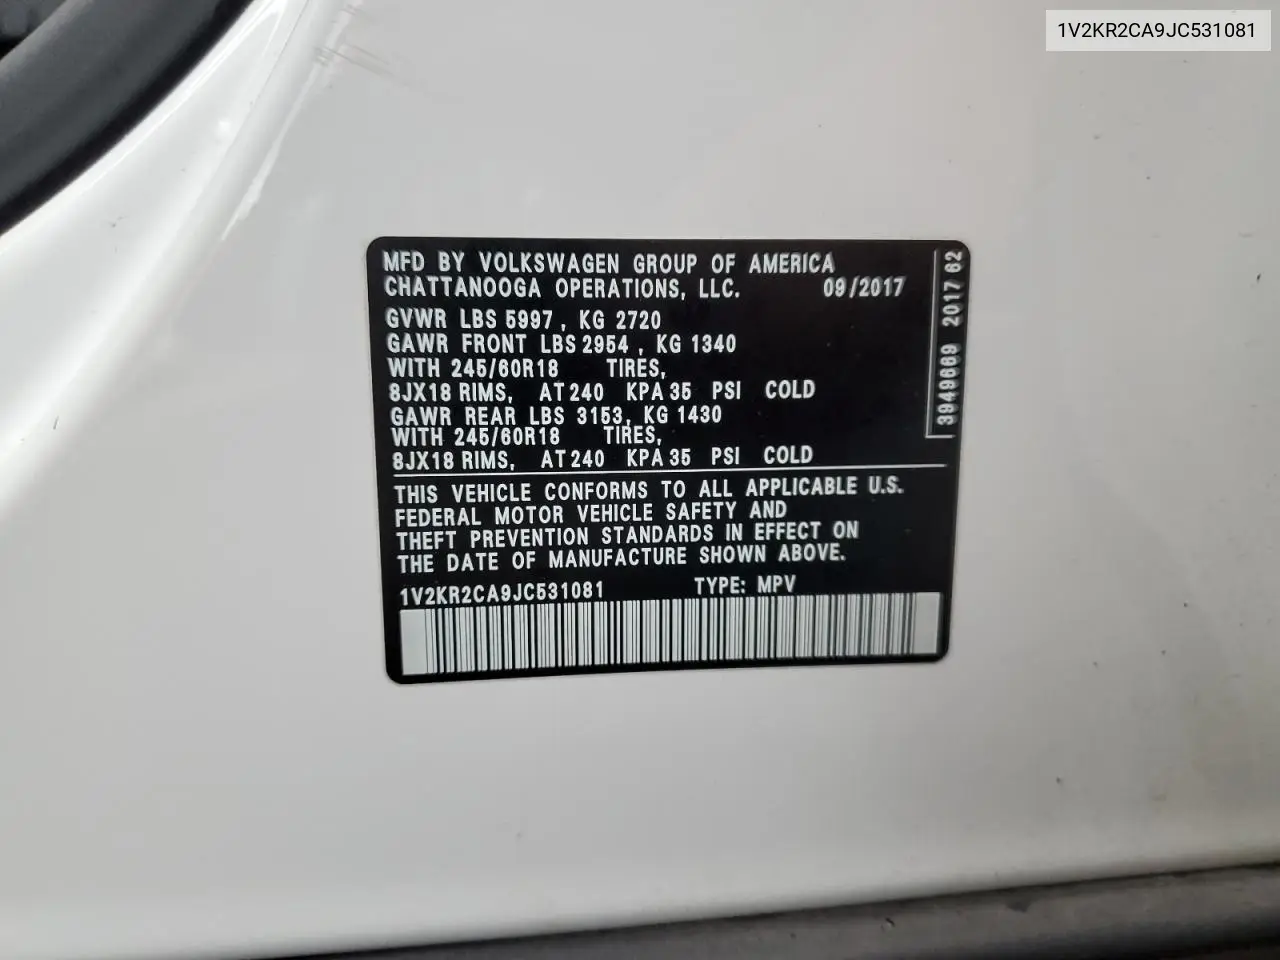 1V2KR2CA9JC531081
MFD BY VOLKSWAGEN GROUP OF AMERICA
CHATTANOOGA OPERATIONS, LLC. 09/2017
GVWR LBS 5997, KG 2720
GAWR FRONT LBS 2954, KG 1340
WITH 245/60R18 TIRES,
8JX18 RIMS, AT 240 KPA 35 PSI COLD
GAWR REAR LBS 3153, KG 1430
WITH 245/60R18 TIRES,
8JX18 RIMS, AT 240 KPA 35 PSI COLD
THIS VEHICLE CONFORMS TO ALL APPLICABLE U.S.
FEDERAL MOTOR VEHICLE SAFETY AND
THEFT PREVENTION STANDARDS IN EFFECT ON
THE DATE OF MANUFACTURE SHOWN ABOVE.
1V2KR2CA9JC531081 TYPE: MPV
3949669 2017 62